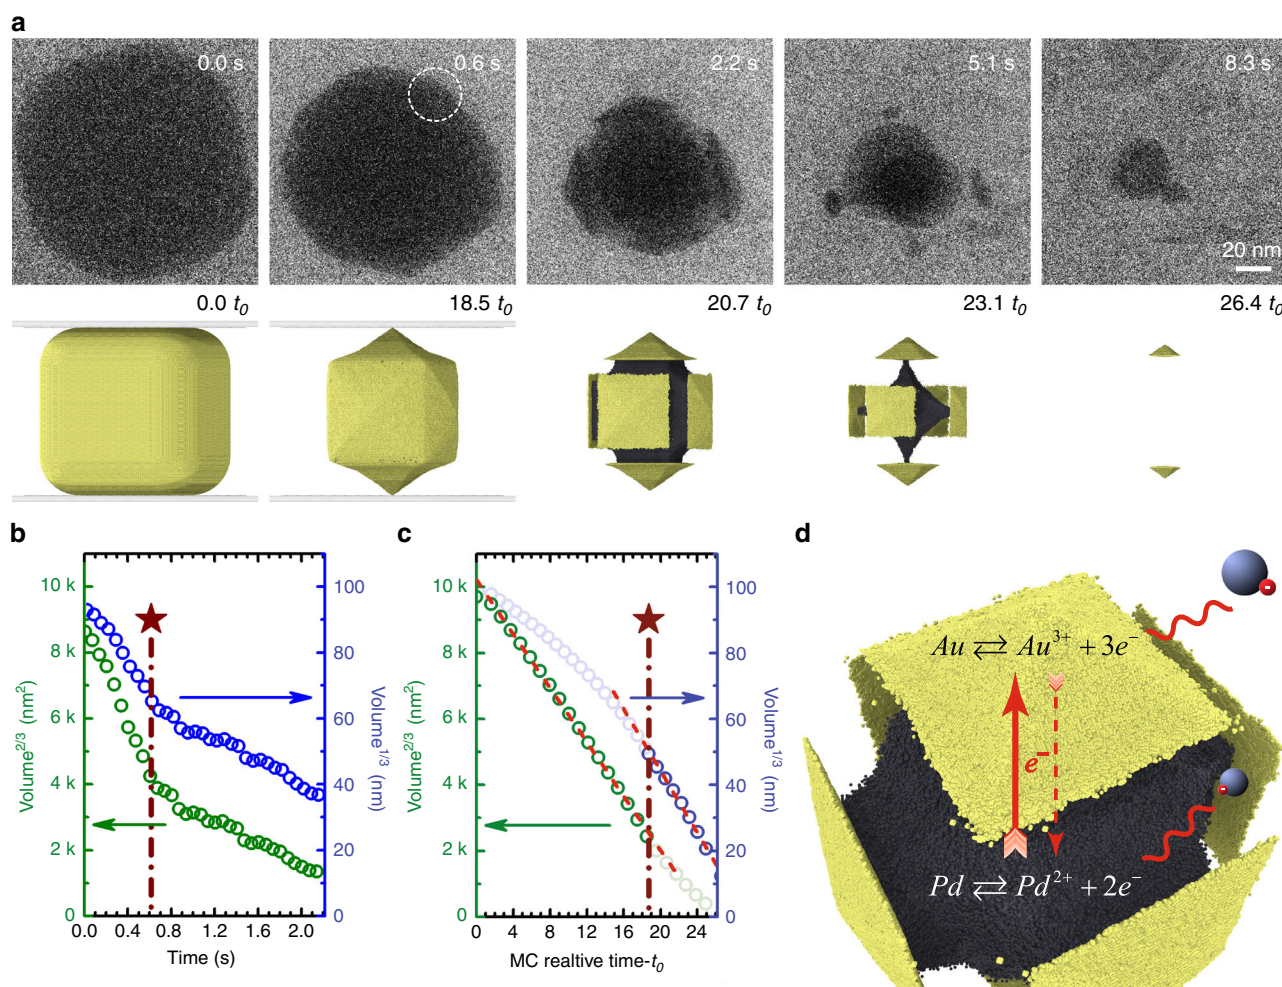 a
0.0 s
0.6 s
2.2 s
5.1 s
8.3 s
20 nm
0.0 t0
18.5 t0
20.7 t0
23.1 t0
26.4 t0
b
c
d
10 k
8 k
6 k
4 k
2 k
0
Volume2/3 (nm2)
100
80
60
40
20
0
Volume1/3 (nm)
0.0 0.4 0.8 1.2 1.6 2.0
Time (s)
10 k
8 k
6 k
4 k
2 k
0
Volume2/3 (nm2)
100
80
60
40
20
0
Volume1/3 (nm)
0 4 8 12 16 20 24
MC realtive time-t0
Au ⇄ Au3+ + 3e−
e−
Pd ⇄ Pd2+ + 2e−